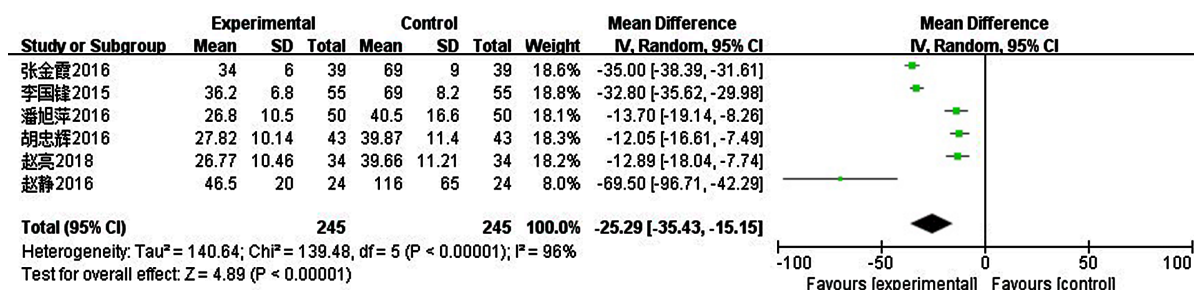 Experimental Control Mean Difference Mean Difference
Study or Subgroup Mean SD Total Mean SD Total Weight IV, Random, 95% CI IV, Random, 95% CI
张金霞2016 34 6 39 69 9 39 18.6% -35.00 [-38.39, -31.61]
李国锋2015 36.2 6.8 55 69 8.2 55 18.8% -32.80 [-35.62, -29.98]
潘旭萍2016 26.8 10.5 50 40.5 16.6 50 18.1% -13.70 [-19.14, -8.26]
胡忠辉2016 27.82 10.14 43 39.87 11.4 43 18.3% -12.05 [-16.61, -7.49]
赵亮2018 26.77 10.46 34 39.66 11.21 34 18.2% -12.89 [-18.04, -7.74]
赵静2016 46.5 20 24 116 65 24 8.0% -69.50 [-96.71, -42.29]
Total (95% CI) 245 245 100.0% -25.29 [-35.43, -15.15]
Heterogeneity: Tau² = 140.64; Chi² = 139.48, df = 5 (P < 0.00001); I² = 96%
Test for overall effect: Z = 4.89 (P < 0.00001)
-100 -50 0 50 100
Favours [experimental] Favours [control]